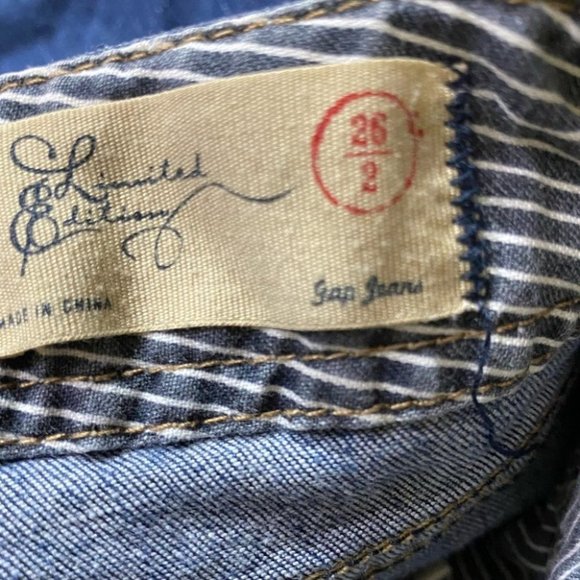 Limited
Edition
26
2
Gap Jeans
MADE IN CHINA